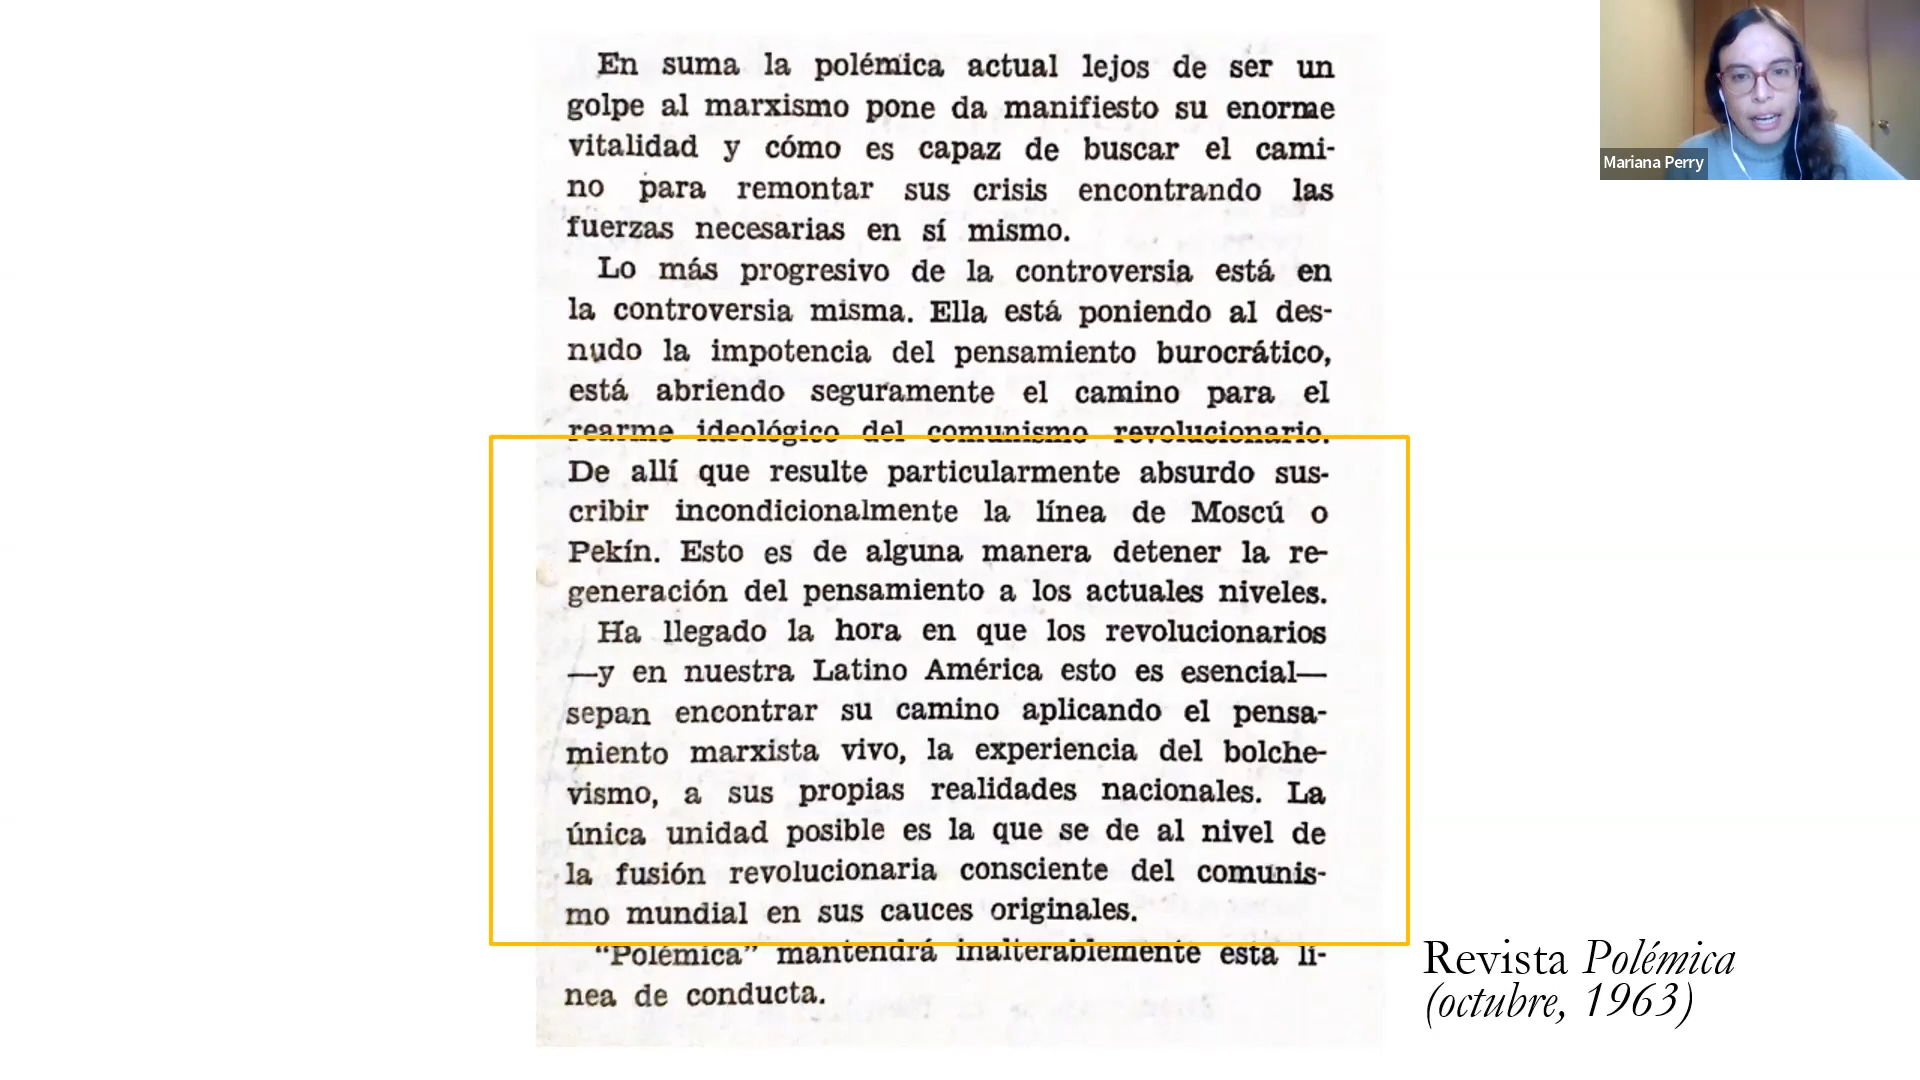 En suma la polémica actual lejos de ser un
golpe al marxismo pone da manifiesto su enorme
vitalidad y cómo es capaz de buscar el cami-
no para remontar sus crisis encontrando las
fuerzas necesarias en sí mismo.
Lo más progresivo de la controversia está en
la controversia misma. Ella está poniendo al des-
nudo la impotencia del pensamiento burocrático,
está abriendo seguramente el camino para el
rearme ideológico del comunismo revolucionario.
De allí que resulte particularmente absurdo sus-
cribir incondicionalmente la línea de Moscú o
Pekín. Esto es de alguna manera detener la re-
generación del pensamiento a los actuales niveles.
Ha llegado la hora en que los revolucionarios
—y en nuestra Latino América esto es esencial—
sepan encontrar su camino aplicando el pensa-
miento marxista vivo, la experiencia del bolche-
vismo, a sus propias realidades nacionales. La
única unidad posible es la que se de al nivel de
la fusión revolucionaria consciente del comunis-
mo mundial en sus cauces originales.
"Polémica" mantendrá inalterablemente esta lí-
nea de conducta.
Revista Polémica
(octubre, 1963)
Mariana Perry